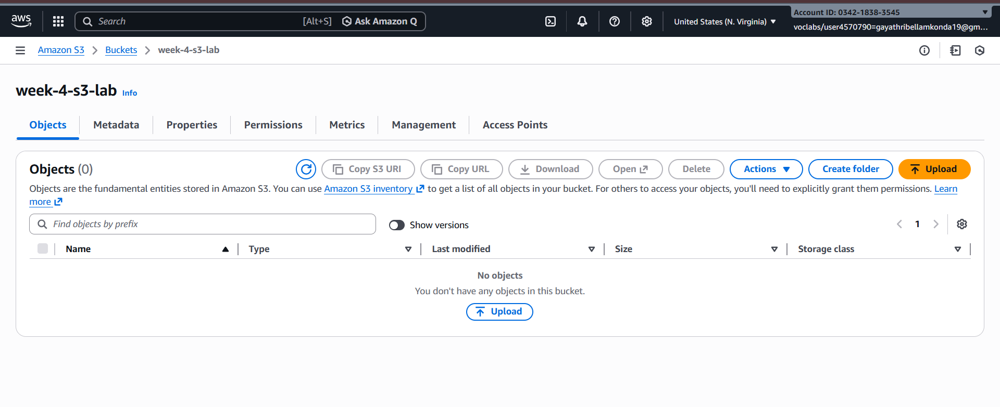 aws
Search [Alt+S] Ask Amazon Q United States (N. Virginia) Account ID: 0342-1838-3545
voclabs/user4570790=gayathribellamkonda19@gm...
Amazon S3 Buckets week-4-s3-lab
week-4-s3-lab Info
Objects Metadata Properties Permissions Metrics Management Access Points
Objects (0) Copy S3 URI Copy URL Download Open Delete Actions Create folder Upload
Objects are the fundamental entities stored in Amazon S3. You can use Amazon S3 inventory to get a list of all objects in your bucket. For others to access your objects, you'll need to explicitly grant them permissions. Learn
more
Find objects by prefix Show versions 1
Name Type Last modified Size Storage class
No objects
You don't have any objects in this bucket.
Upload